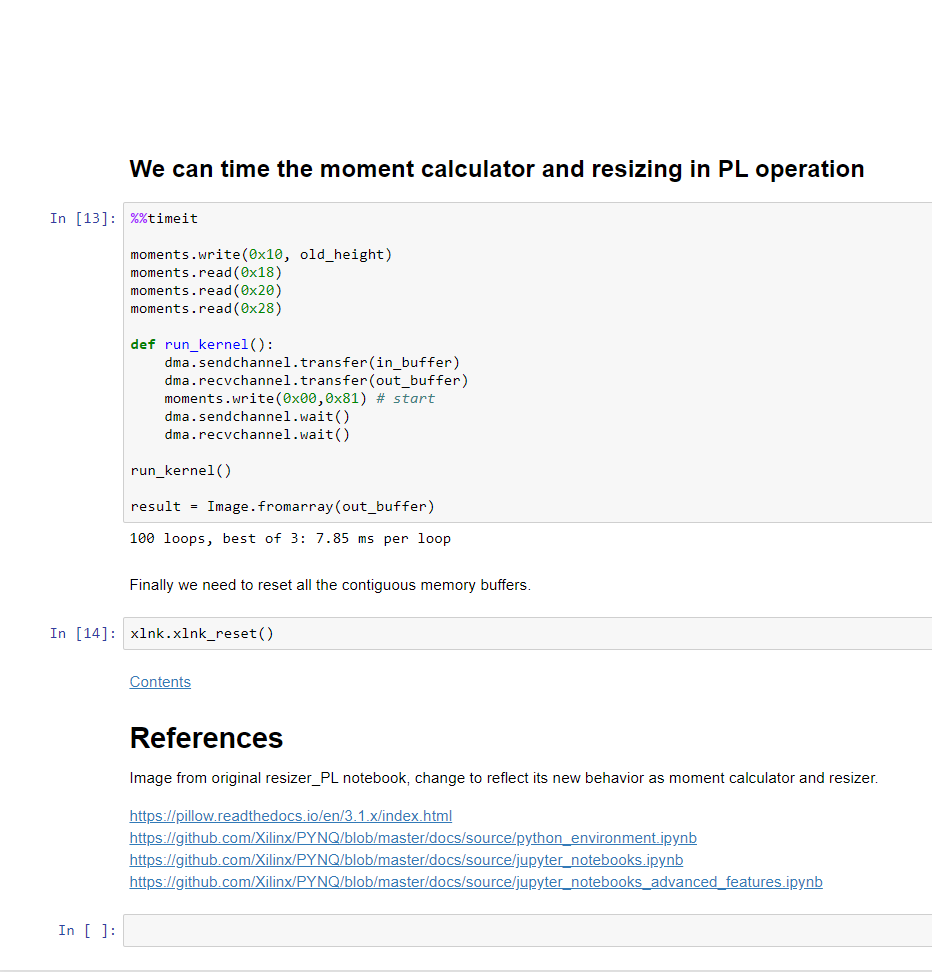 We can time the moment calculator and resizing in PL operation
In [13]: %%timeit
moments.write(0x10, old_height)
moments.read(0x18)
moments.read(0x20)
moments.read(0x28)
def run_kernel():
    dma.sendchannel.transfer(in_buffer)
    dma.recvchannel.transfer(out_buffer)
    moments.write(0x00,0x81) # start
    dma.sendchannel.wait()
    dma.recvchannel.wait()
run_kernel()
result = Image.fromarray(out_buffer)
100 loops, best of 3: 7.85 ms per loop
Finally we need to reset all the contiguous memory buffers.
In [14]: xlnk.xlnk_reset()
Contents
References
Image from original resizer_PL notebook, change to reflect its new behavior as moment calculator and resizer.
https://pillow.readthedocs.io/en/3.1.x/index.html
https://github.com/Xilinx/PYNQ/blob/master/docs/source/python_environment.ipynb
https://github.com/Xilinx/PYNQ/blob/master/docs/source/jupyter_notebooks.ipynb
https://github.com/Xilinx/PYNQ/blob/master/docs/source/jupyter_notebooks_advanced_features.ipynb
In [ ]: